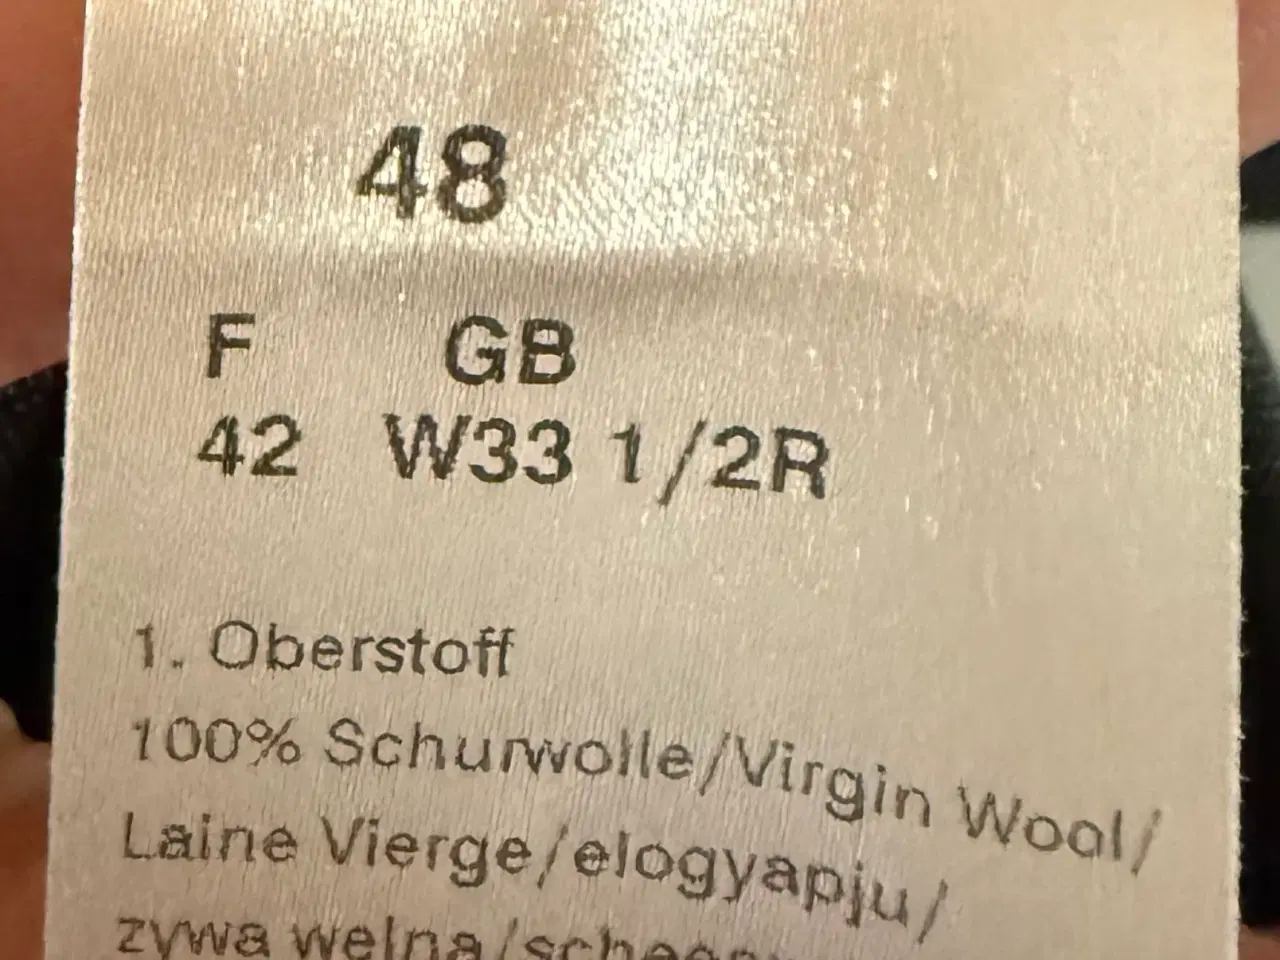 48
F GB
42 W33 1/2R
1. Oberstoff
100% Schurwolle/Virgin Wool/
Laine Vierge/elogyapju/
zywa welna/